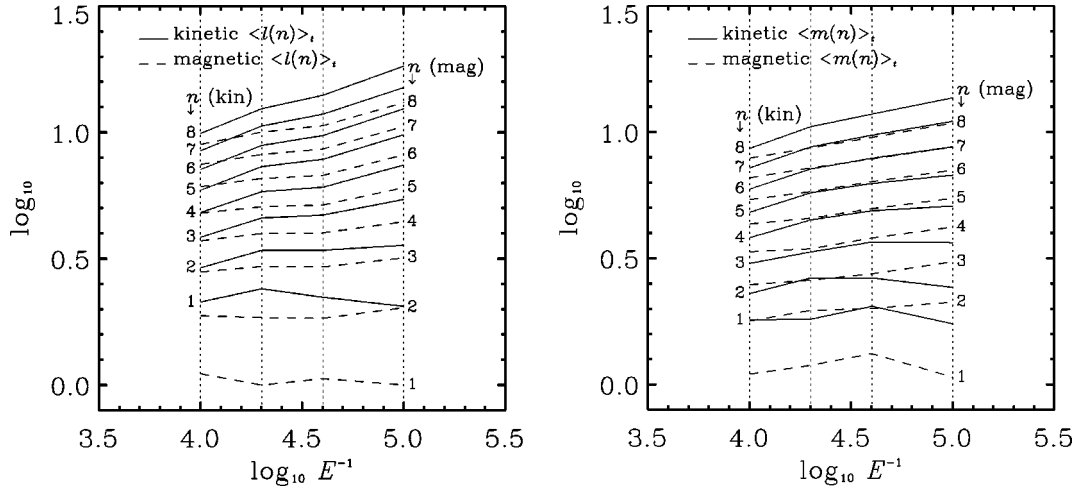 1.5
1.0
0.5
0.0
log₁₀
kinetic <l(n)>ₜ
magnetic <l(n)>ₜ
n (kin)
8
7
6
5
4
3
2
1
n (mag)
8
7
6
5
4
3
2
1
3.5 4.0 4.5 5.0 5.5
log₁₀ E⁻¹
1.5
1.0
0.5
0.0
log₁₀
kinetic <m(n)>ₜ
magnetic <m(n)>ₜ
n (kin)
8
7
6
5
4
3
2
1
n (mag)
8
7
6
5
4
3
2
1
3.5 4.0 4.5 5.0 5.5
log₁₀ E⁻¹